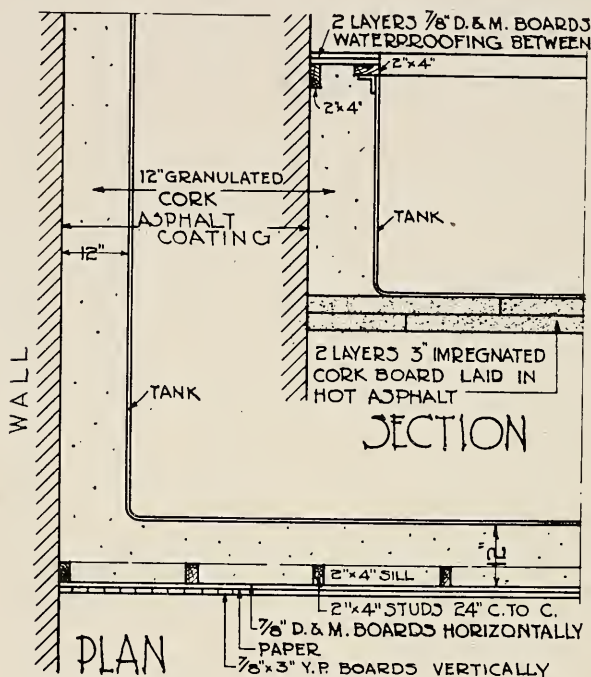 2 LAYERS 7/8" D. & M. BOARDS
WATERPROOFING BETWEEN
2"x4"
2"x4"
12" GRANULATED
CORK
ASPHALT
COATING
TANK
12"
2 LAYERS 3" IMREGNATED
CORK BOARD LAID IN
HOT ASPHALT
WALL
TANK
SECTION
12"
2"x4" SILL
2"x4" STUDS 24" C. TO C.
7/8" D. & M. BOARDS HORIZONTALLY
PAPER
PLAN
7/8"x3" Y.P. BOARDS VERTICALLY